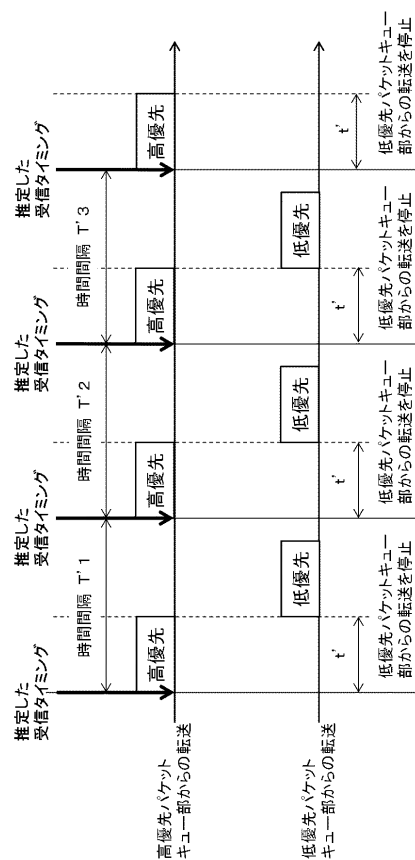 推定した
受信タイミング
推定した
受信タイミング
推定した
受信タイミング
推定した
受信タイミング
時間間隔 T'1
時間間隔 T'2
時間間隔 T'3
高優先パケット
キュー部からの転送
高優先
高優先
高優先
高優先
低優先パケット
キュー部からの転送
低優先
低優先
低優先
t'
t'
t'
t'
低優先パケットキュー
部からの転送を停止
低優先パケットキュー
部からの転送を停止
低優先パケットキュー
部からの転送を停止
低優先パケットキュー
部からの転送を停止